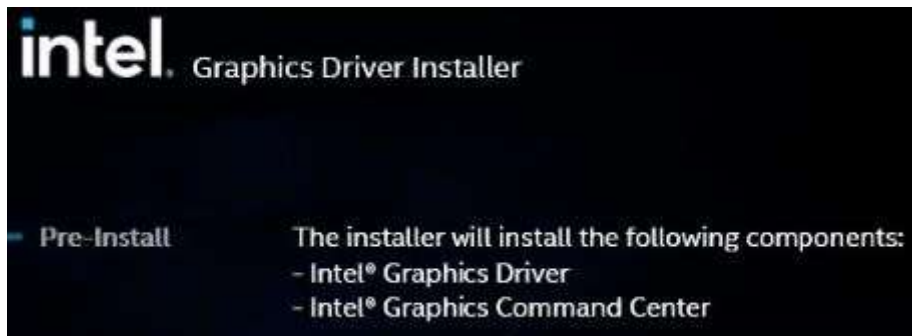 intel. Graphics Driver Installer
Pre-Install
The installer will install the following components:
- Intel® Graphics Driver
- Intel® Graphics Command Center